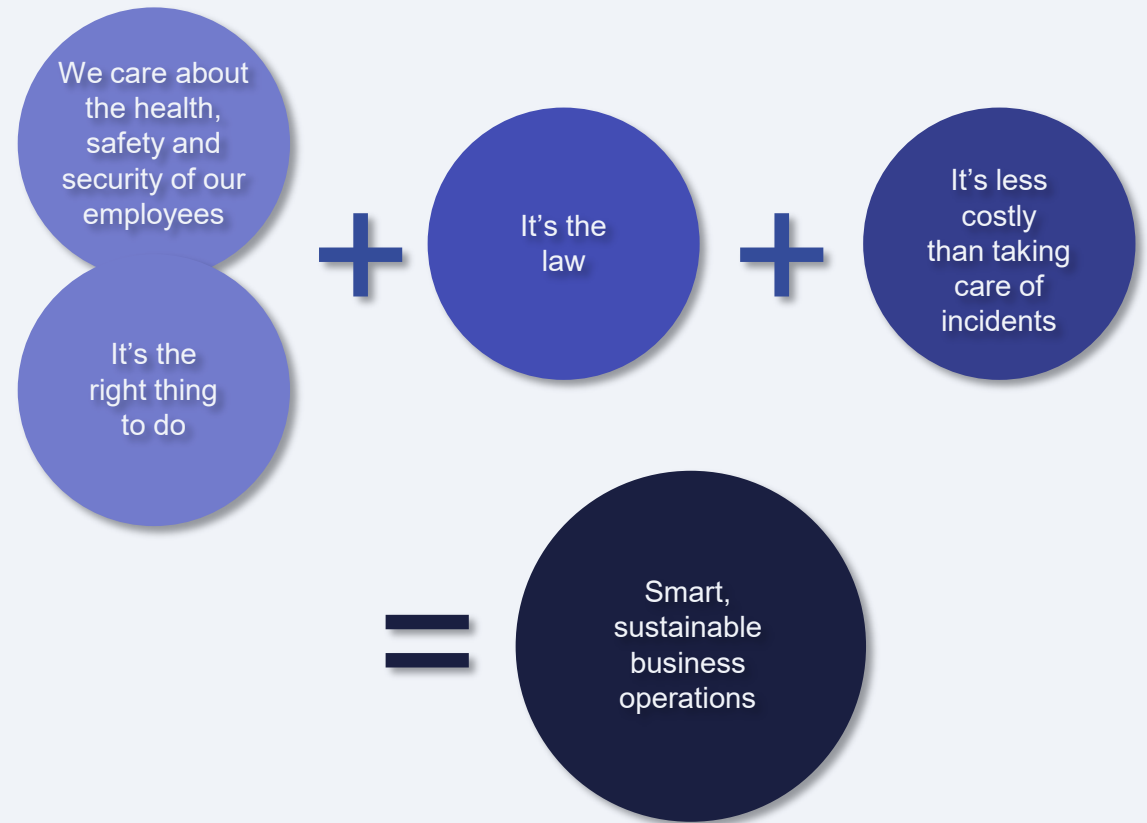 We care about
the health,
safety and
security of our
employees
It's the
right thing
to do
+
It’s the
law
+
It’s less
costly
than taking
care of
incidents
=
Smart,
sustainable
business
operations